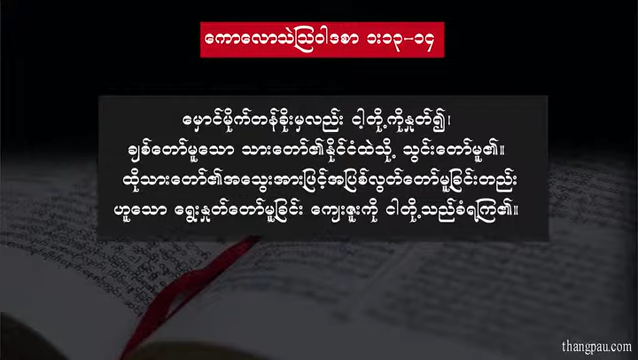 ကောလောသဲဩဝါဒစာ ၁း၁၃-၁၄
မှောင်မိုက်တန်ခိုးမှလည်း ငါ့တို့ကိုနှုတ်၍၊
ချစ်တော်မူသော သားတော်၏နိုင်ငံထဲသို့ သွင်းတော်မူ၏။
ထိုသားတော်၏အသွေးအားဖြင့်အပြစ်လွှတ်တော်မူခြင်းတည်း
ဟူသော ရွေးနှုတ်တော်မူခြင်း ကျေးဇူးကို ငါတို့သည်ခံရကြ၏။
thangpau.com